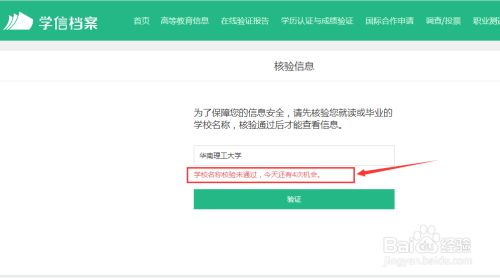 学信档案 首页 高等教育信息 在线验证报告 学历认证与成绩验证 国际合作申请 调查/投票 职业测
核验信息
为了保障您的信息安全，请先核验您就读或毕业的
学校名称，核验通过后才能查看信息。
华南理工大学
学校名称核验未通过，今天还有4次机会。
验证
Baidu经验
jingyan.baidu.com